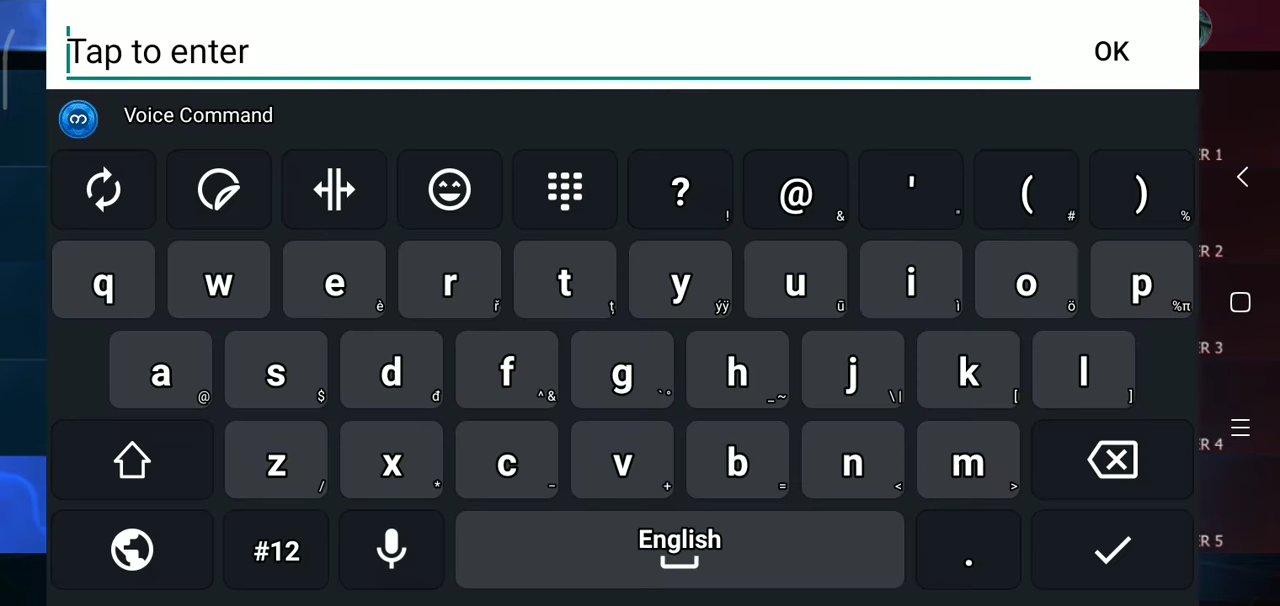 Tap to enter OK
Voice Command
R 1
? ! @ & ' " ( # ) %
q w e è r ř t ţ y ýÿ u ū i ì o ö p %π
R 2
a @ s $ d đ f ^& g `° h _~ j \| k [ l ]
R 3
z / x * c - v + b = n < m >
R 4
#12 English .
R 5